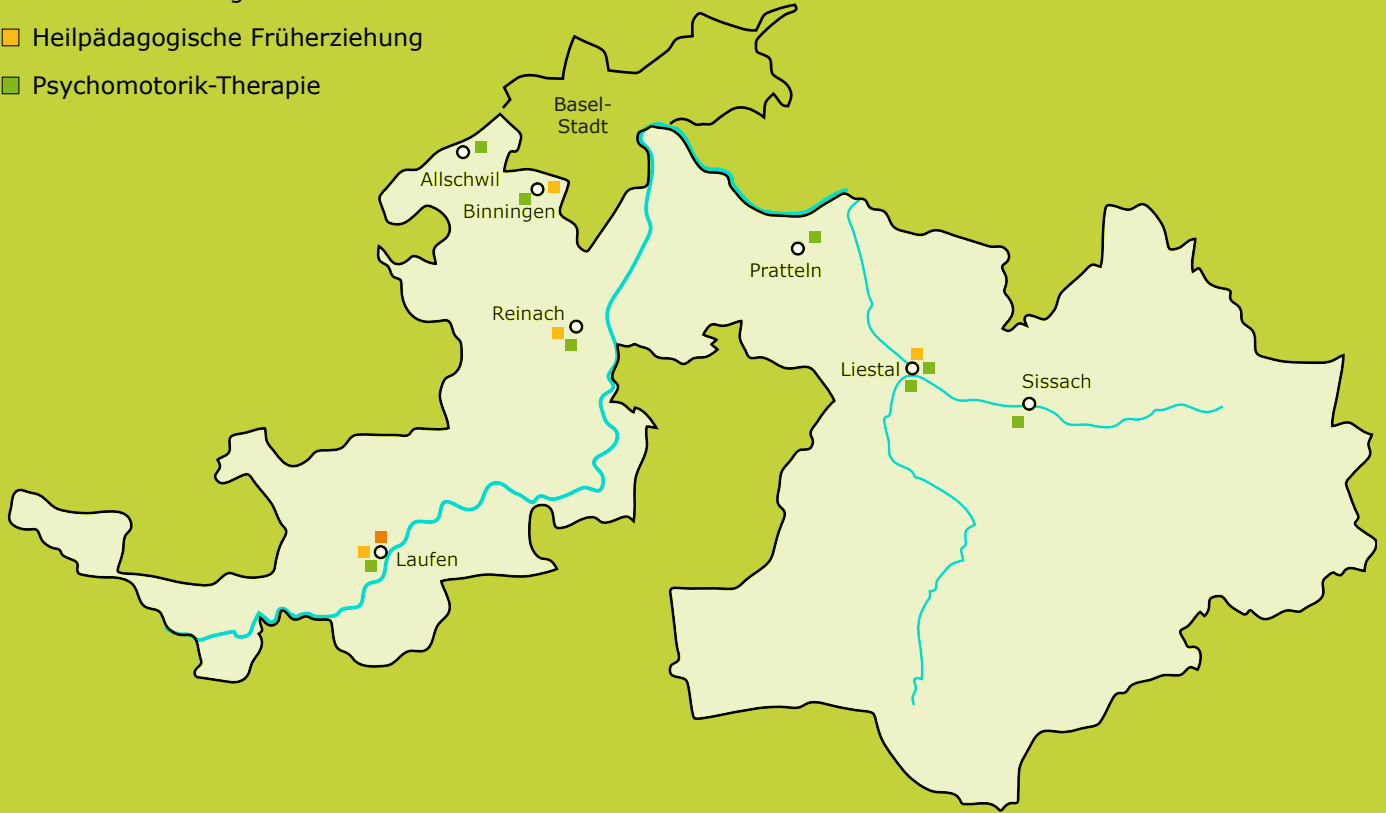 Heilpädagogische Früherziehung
Psychomotorik-Therapie
Basel-
Stadt
Allschwil
Binningen
Pratteln
Reinach
Liestal
Sissach
Laufen